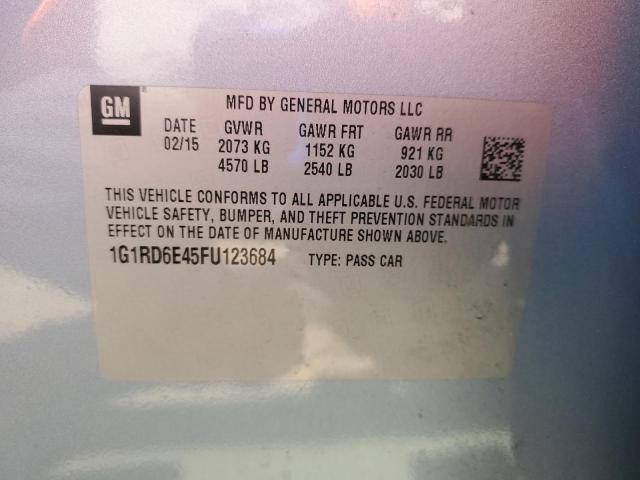 GM
MFD BY GENERAL MOTORS LLC
DATE GVWR GAWR FRT GAWR RR
02/15 2073 KG 1152 KG 921 KG
4570 LB 2540 LB 2030 LB
THIS VEHICLE CONFORMS TO ALL APPLICABLE U.S. FEDERAL MOTOR
VEHICLE SAFETY, BUMPER, AND THEFT PREVENTION STANDARDS IN
EFFECT ON THE DATE OF MANUFACTURE SHOWN ABOVE.
1G1RD6E45FU123684 TYPE: PASS CAR